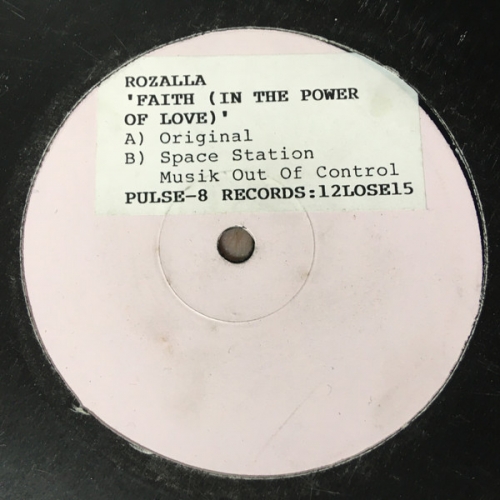 ROZALLA
'FAITH (IN THE POWER
OF LOVE)'
A) Original
B) Space Station
Musik Out Of Control
PULSE-8 RECORDS:12LOSE15